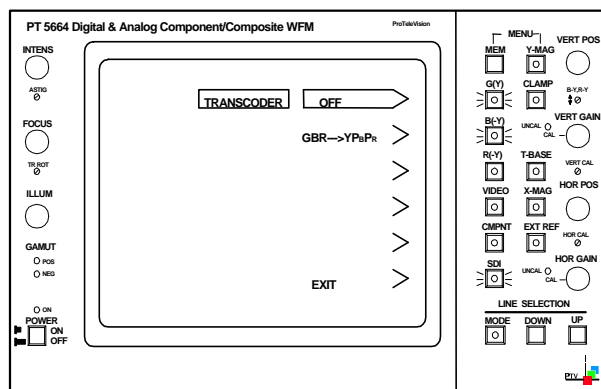 PT 5664 Digital & Analog Component/Composite WFM
ProTeleVision
INTENS
ASTIG
FOCUS
TR ROT
ILLUM
GAMUT
POS
NEG
ON
POWER
ON
OFF
TRANSCODER OFF
GBR--->YPBPR
EXIT
MENU
MEM Y-MAG
VERT POS
G(Y) CLAMP
B-Y,R-Y
B(-Y)
UNCAL
CAL
VERT GAIN
R(-Y) T-BASE
VERT CAL
VIDEO X-MAG
HOR POS
CMPNT EXT REF
HOR CAL
SDI
UNCAL
CAL
HOR GAIN
LINE SELECTION
MODE DOWN UP
PTV